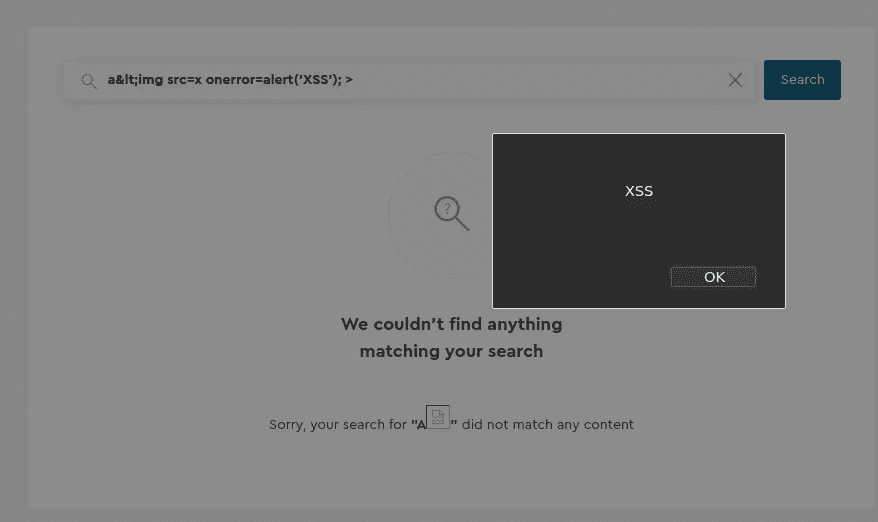 a&lt;img src=x onerror=alert('XSS'); >
Search
XSS
OK
?
We couldn't find anything
matching your search
Sorry, your search for "A" did not match any content